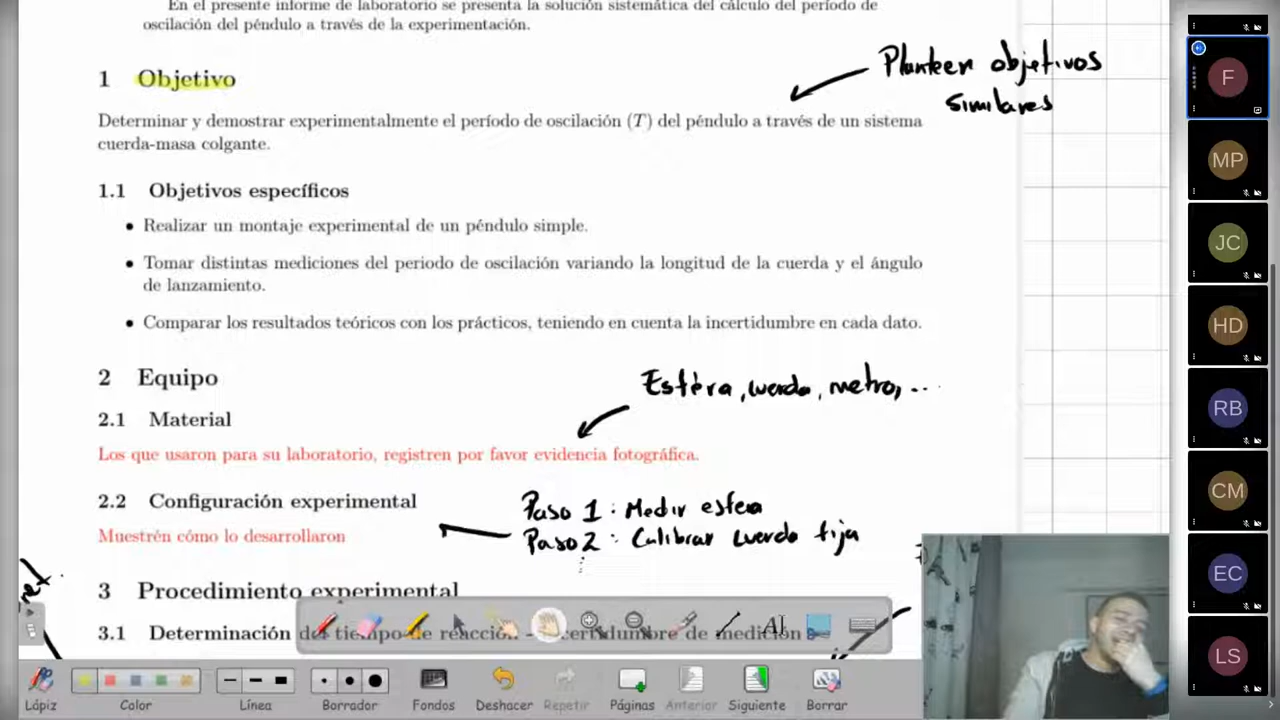 En el presente informe de laboratorio se presenta la solución sistemática del cálculo del período de
oscilación del péndulo a través de la experimentación.
Planteen objetivos
similares
1 Objetivo
Determinar y demostrar experimentalmente el período de oscilación (T) del péndulo a través de un sistema
cuerda-masa colgante.
1.1 Objetivos específicos
• Realizar un montaje experimental de un péndulo simple.
• Tomar distintas mediciones del periodo de oscilación variando la longitud de la cuerda y el ángulo
de lanzamiento.
• Comparar los resultados teóricos con los prácticos, teniendo en cuenta la incertidumbre en cada dato.
2 Equipo
Esféra, cuerda, metro, ...
2.1 Material
Los que usaron para su laboratorio, registren por favor evidencia fotográfica.
2.2 Configuración experimental
Paso 1: Medir esfera
Muestrén cómo lo desarrollaron
Paso 2: Calibrar cuerda fija
3 Procedimiento experimental
3.1 Determinación del tiempo de reacción - incertidumbre de medición
Lápiz
Color
Línea
Borrador
Fondos
Deshacer
Repetir
Páginas
Anterior
Siguiente
Borrar
F
MP
JC
HD
RB
CM
EC
LS